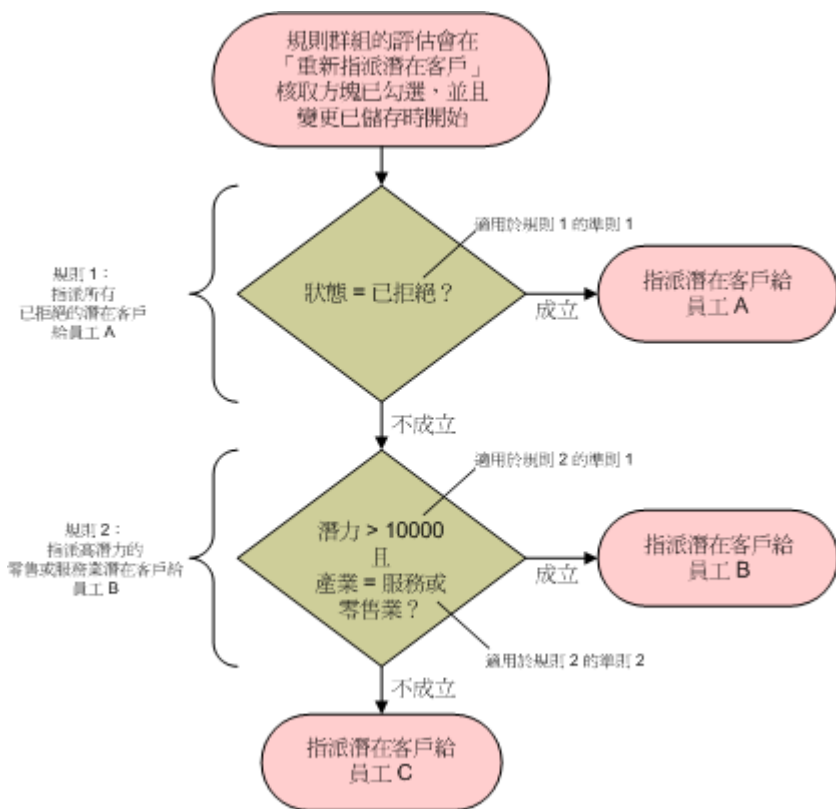 規則群組的評估會在
「重新指派潛在客戶」
核取方塊已勾選，並且
變更已儲存時開始
適用於規則 1 的準則 1
規則 1：
指派所有
已拒絕的潛在客戶
給員工 A
狀態 = 已拒絕？
成立
指派潛在客戶給
員工 A
不成立
適用於規則 2 的準則 1
規則 2：
指派高潛力的
零售或服務業潛在客戶給
員工 B
潛力 > 10000
且
產業 = 服務或
零售業？
成立
指派潛在客戶給
員工 B
適用於規則 2 的準則 2
不成立
指派潛在客戶給
員工 C